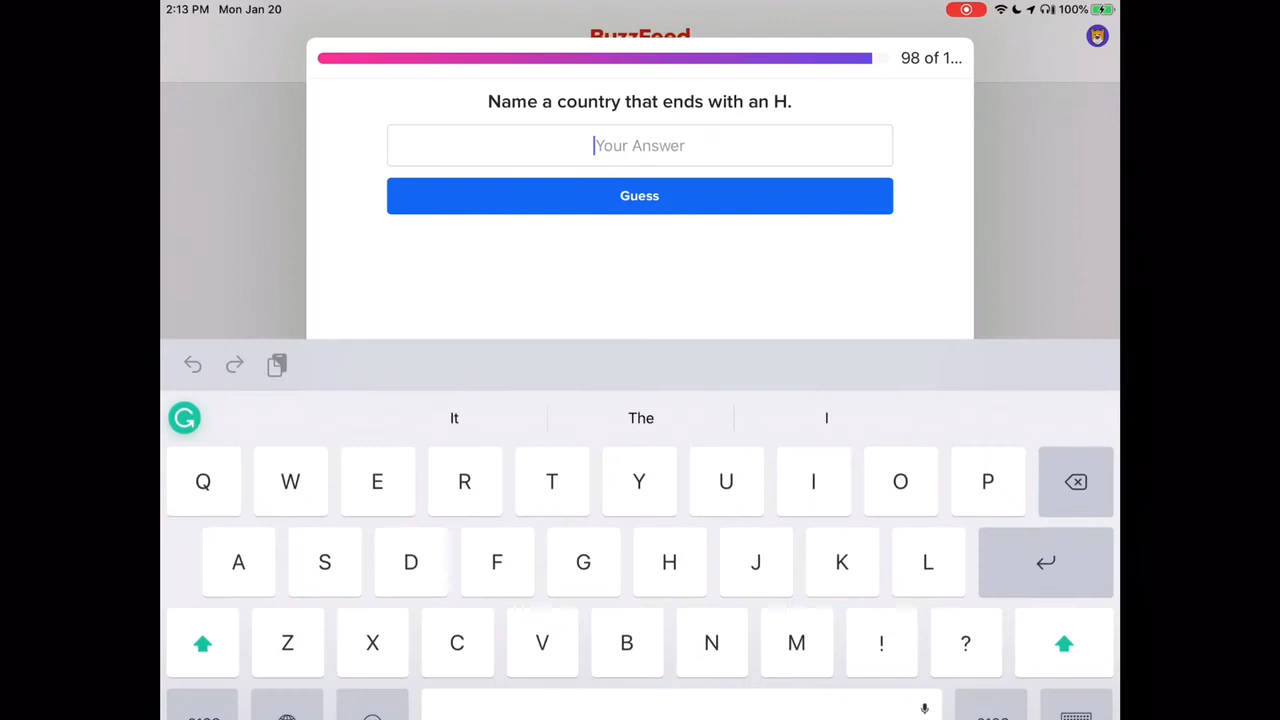 2:13 PM Mon Jan 20
100%
BuzzFeed
98 of 1...
Name a country that ends with an H.
Your Answer
Guess
It The I
Q W E R T Y U I O P
A S D F G H J K L
Z X C V B N M ! ?